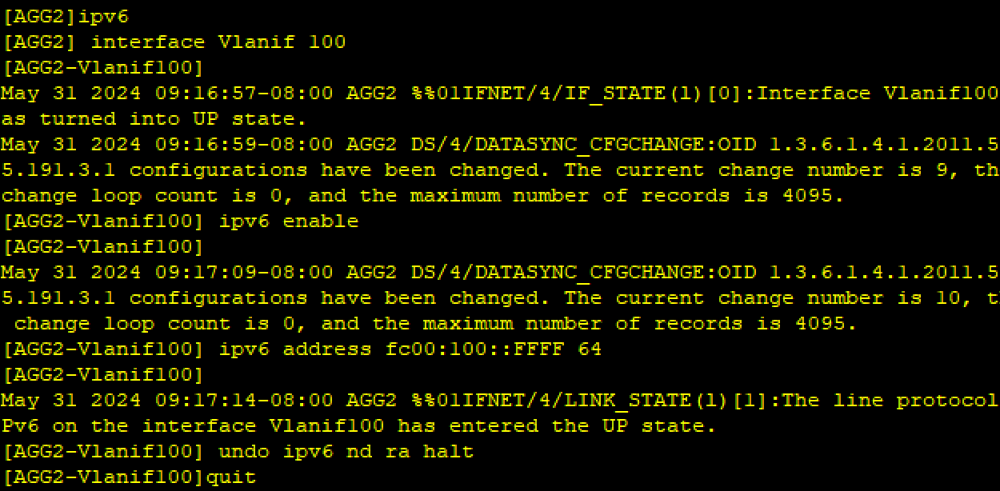 [AGG2]ipv6
[AGG2] interface Vlanif 100
[AGG2-Vlanif100]
May 31 2024 09:16:57-08:00 AGG2 %%01IFNET/4/IF_STATE(l)[0]:Interface Vlanif100
as turned into UP state.
May 31 2024 09:16:59-08:00 AGG2 DS/4/DATASYNC_CFGCHANGE:OID 1.3.6.1.4.1.2011.5
5.191.3.1 configurations have been changed. The current change number is 9, th
change loop count is 0, and the maximum number of records is 4095.
[AGG2-Vlanif100] ipv6 enable
[AGG2-Vlanif100]
May 31 2024 09:17:09-08:00 AGG2 DS/4/DATASYNC_CFGCHANGE:OID 1.3.6.1.4.1.2011.5
5.191.3.1 configurations have been changed. The current change number is 10, t
change loop count is 0, and the maximum number of records is 4095.
[AGG2-Vlanif100] ipv6 address fc00:100::FFFF 64
[AGG2-Vlanif100]
May 31 2024 09:17:14-08:00 AGG2 %%01IFNET/4/LINK_STATE(l)[1]:The line protocol
Pv6 on the interface Vlanif100 has entered the UP state.
[AGG2-Vlanif100] undo ipv6 nd ra halt
[AGG2-Vlanif100]quit